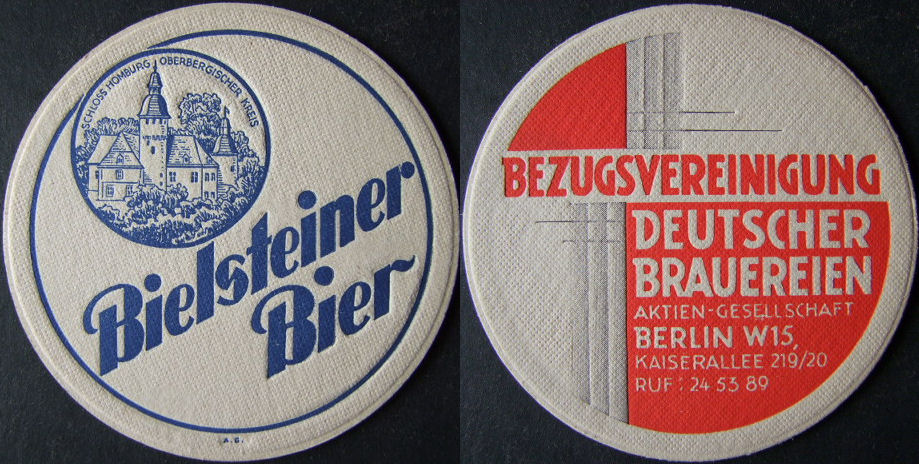 SCHLOSS HOMBURG OBERBERGISCHER KREIS
Bielsteiner
Bier
A. G.
BEZUGSVEREINIGUNG
DEUTSCHER
BRAUEREIEN
AKTIEN-GESELLSCHAFT
BERLIN W15,
KAISERALLEE 219/20
RUF: 24 53 89